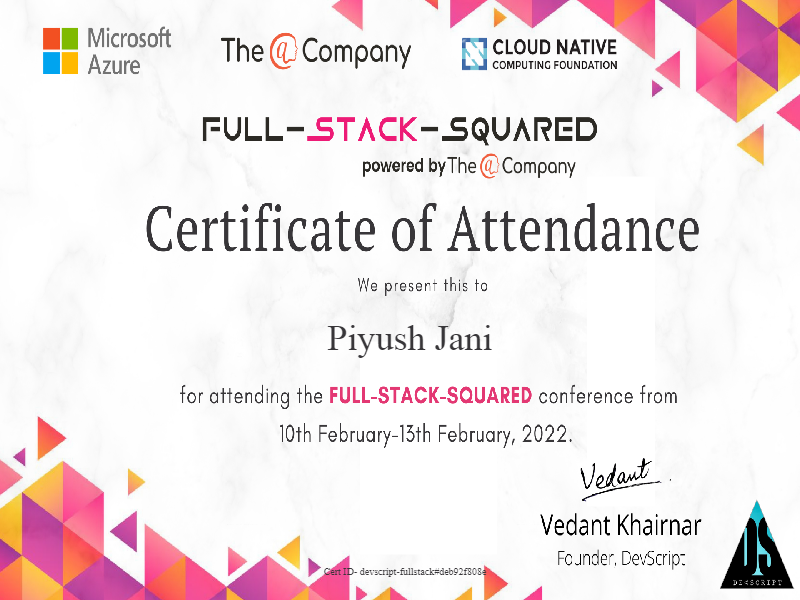 Microsoft Azure
The @ Company
CLOUD NATIVE
COMPUTING FOUNDATION
FULL-STACK-SQUARED
powered by The @ Company
Certificate of Attendance
We present this to
Piyush Jani
for attending the FULL-STACK-SQUARED conference from
10th February-13th February, 2022.
Vedant
Vedant Khairnar
Founder, DevScript
DS
DEVSCRIPT
Cert ID- devscript-fullstack#deb92f808e